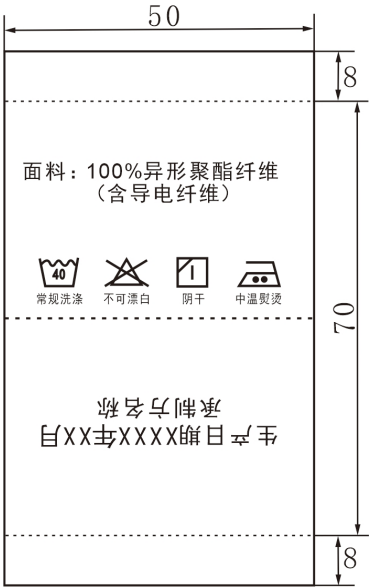 50
8
面料：100%异形聚酯纤维
（含导电纤维）
40
常规洗涤
不可漂白
阴干
中温熨烫
70
承制方名称
生产日期XXXX年XX月
8